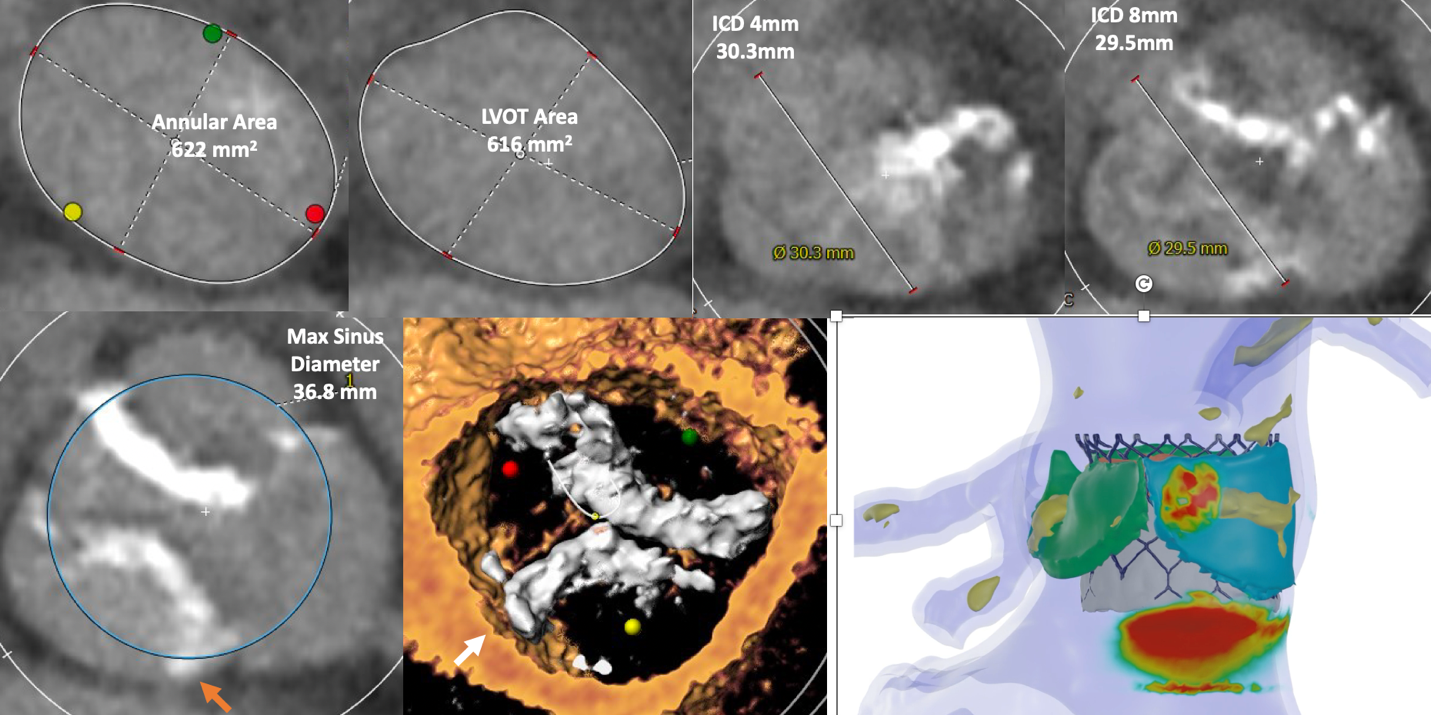 Annular Area
622 mm²
LVOT Area
616 mm²
ICD 4mm
30.3mm
Ø 30.3 mm
ICD 8mm
29.5mm
Ø 29.5 mm
C
Max Sinus
Diameter
1
36.8 mm